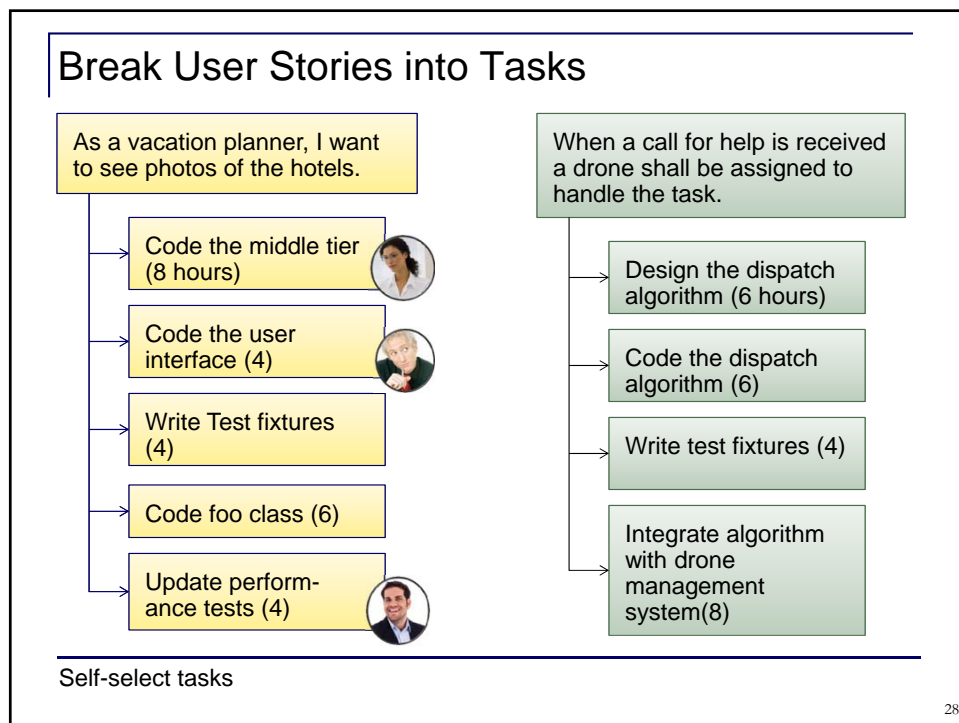 Break User Stories into Tasks
As a vacation planner, I want
to see photos of the hotels.
Code the middle tier
(8 hours)
Code the user
interface (4)
Write Test fixtures
(4)
Code foo class (6)
Update perform-
ance tests (4)
When a call for help is received
a drone shall be assigned to
handle the task.
Design the dispatch
algorithm (6 hours)
Code the dispatch
algorithm (6)
Write test fixtures (4)
Integrate algorithm
with drone
management
system(8)
Self-select tasks
28